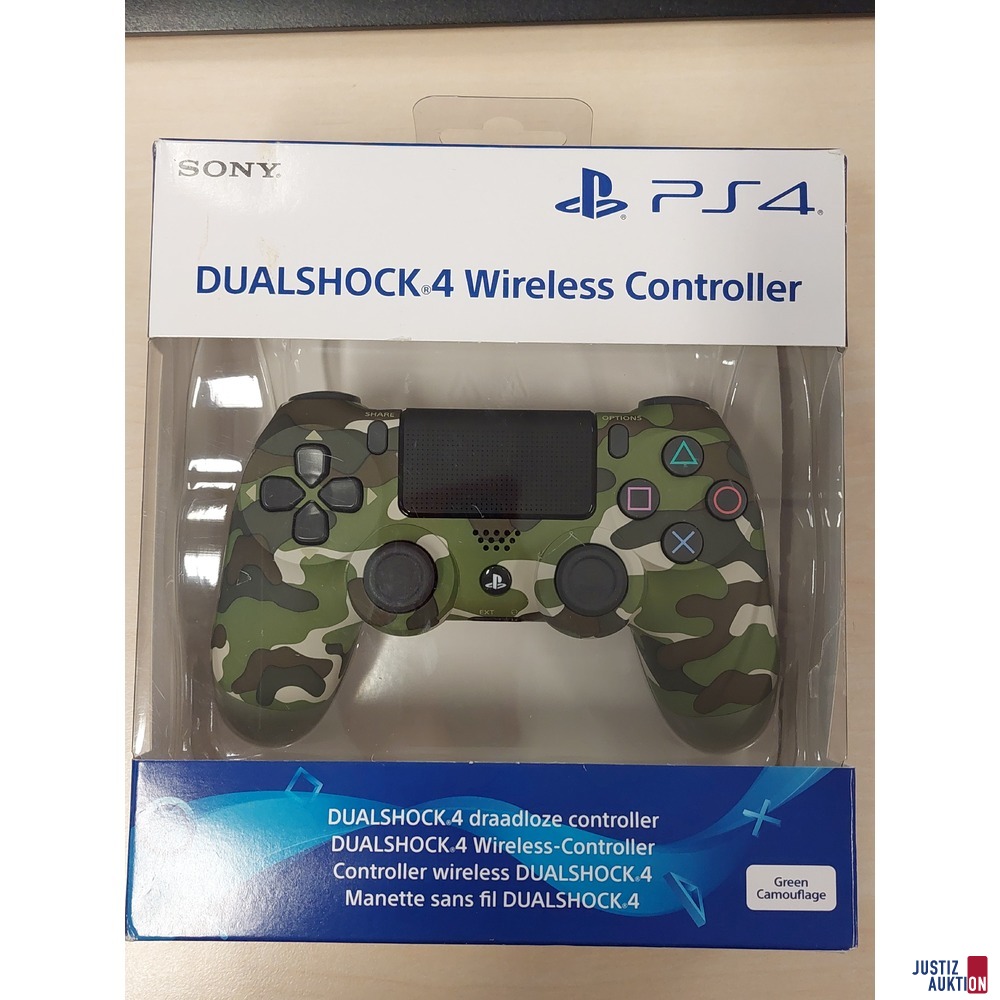 SONY®
PS4®
DUALSHOCK®4 Wireless Controller
SHARE
OPTIONS
EXT
DUALSHOCK®4 draadloze controller
DUALSHOCK®4 Wireless-Controller
Controller wireless DUALSHOCK®4
Manette sans fil DUALSHOCK®4
Green
Camouflage
JUSTIZ
AUKTION